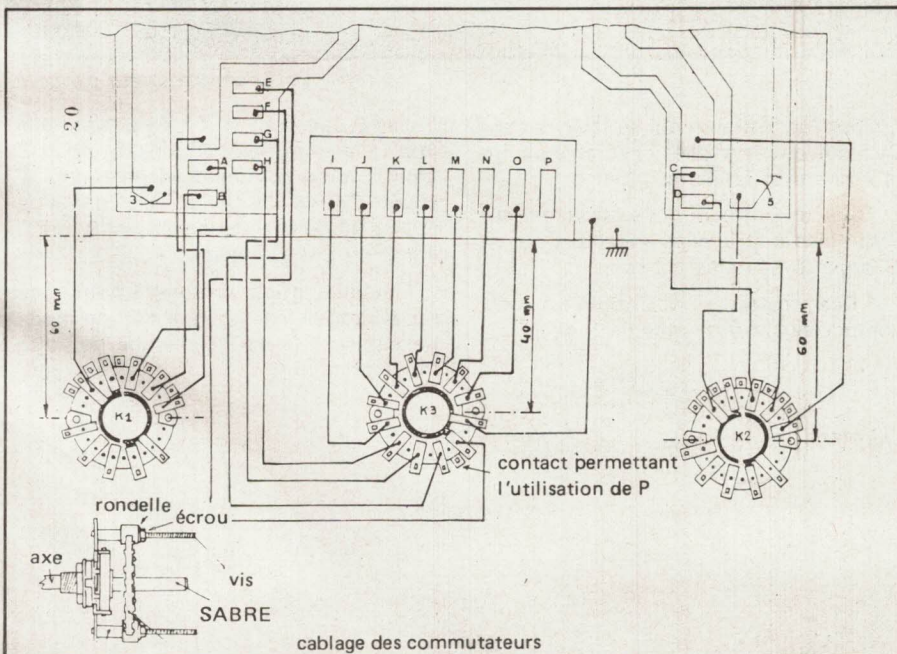 20
E
F
G
H
A
B
3
I J K L M N O P
C
D
5
60 mm
40 mm
60 mm
K1
K3
K2
contact permettant
l'utilisation de P
rondelle
écrou
axe
vis
SABRE
cablage des commutateurs